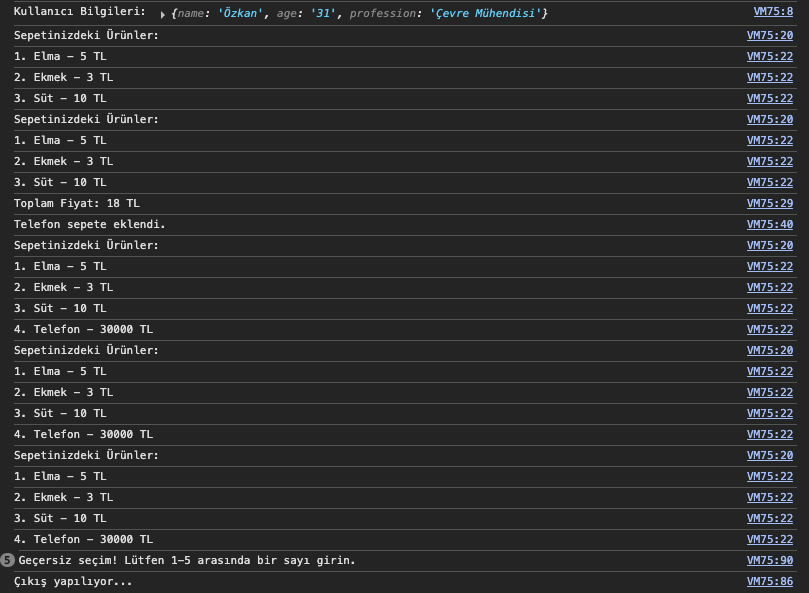 Kullanıcı Bilgileri: ▸ {name: 'Özkan', age: '31', profession: 'Çevre Mühendisi'} VM75:8
Sepetinizdeki Ürünler: VM75:20
1. Elma – 5 TL VM75:22
2. Ekmek – 3 TL VM75:22
3. Süt – 10 TL VM75:22
Sepetinizdeki Ürünler: VM75:20
1. Elma – 5 TL VM75:22
2. Ekmek – 3 TL VM75:22
3. Süt – 10 TL VM75:22
Toplam Fiyat: 18 TL VM75:29
Telefon sepete eklendi. VM75:40
Sepetinizdeki Ürünler: VM75:20
1. Elma – 5 TL VM75:22
2. Ekmek – 3 TL VM75:22
3. Süt – 10 TL VM75:22
4. Telefon – 30000 TL VM75:22
Sepetinizdeki Ürünler: VM75:20
1. Elma – 5 TL VM75:22
2. Ekmek – 3 TL VM75:22
3. Süt – 10 TL VM75:22
4. Telefon – 30000 TL VM75:22
Sepetinizdeki Ürünler: VM75:20
1. Elma – 5 TL VM75:22
2. Ekmek – 3 TL VM75:22
3. Süt – 10 TL VM75:22
4. Telefon – 30000 TL VM75:22
5 Geçersiz seçim! Lütfen 1–5 arasında bir sayı girin. VM75:90
Çıkış yapılıyor... VM75:86